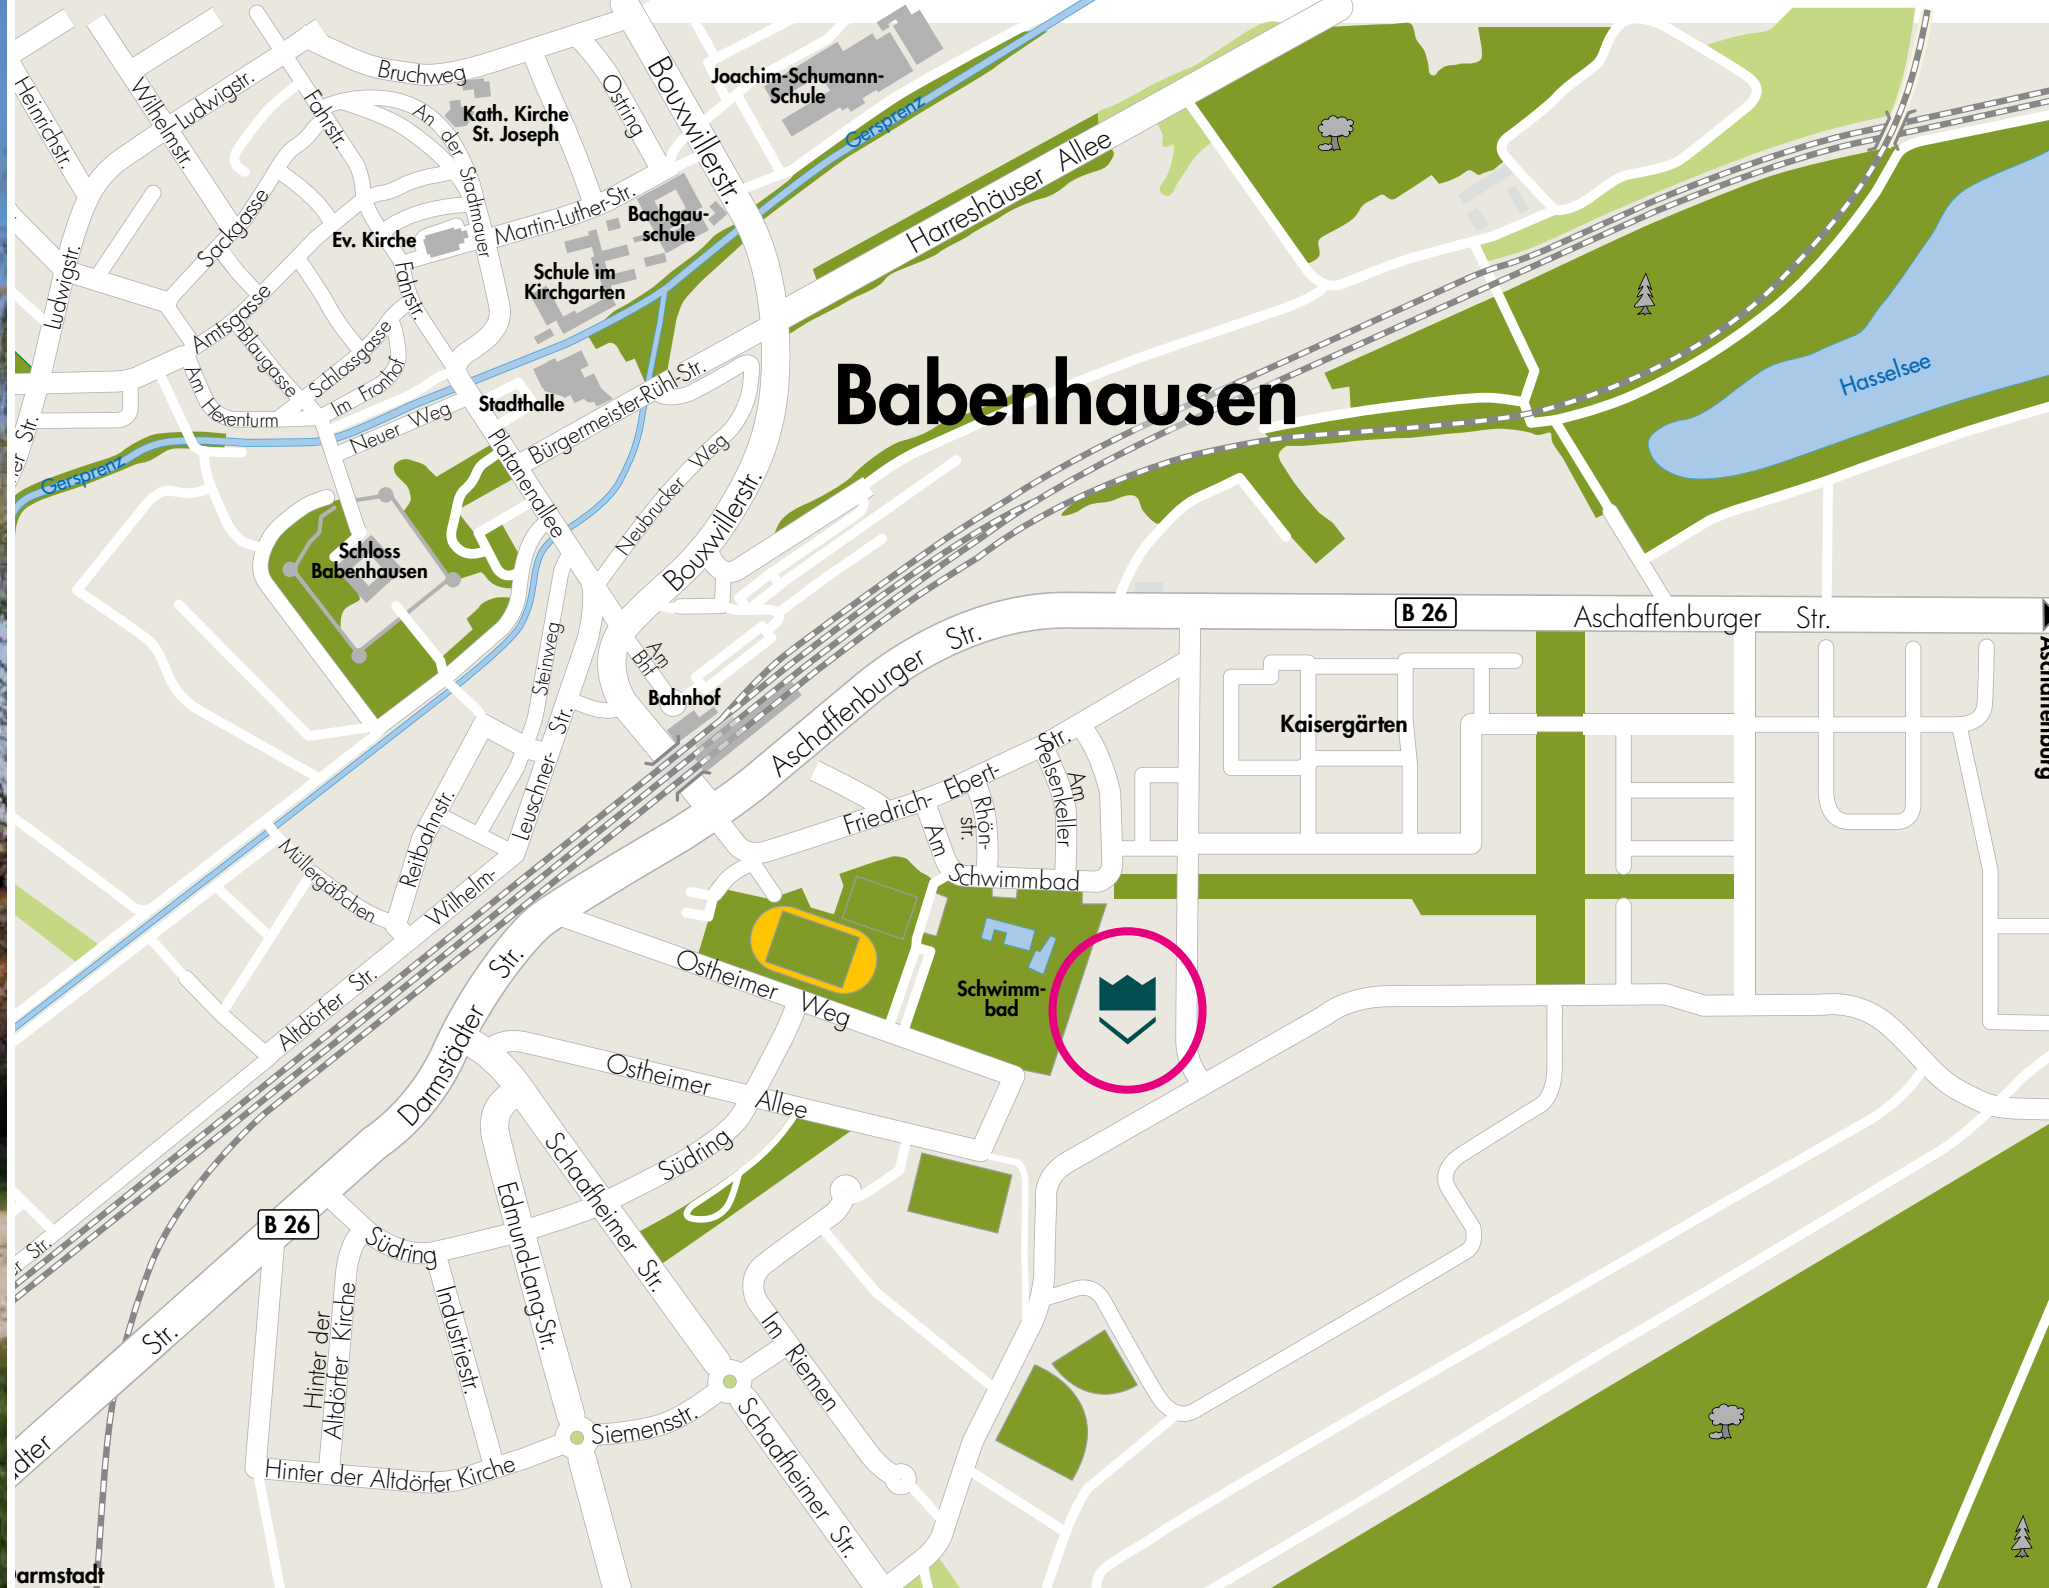 Bruchweg
Heinrichstr.
Wilhelmstr.
Ludwigstr.
Fahrstr.
An der Stadtmauer
Kath. Kirche
St. Joseph
Ostring
Bouxwillerstr.
Joachim-Schumann-
Schule
Gersprenz
Harreshäuser Allee
Sackgasse
Ev. Kirche
Martin-Luther-Str.
Bachgau-
schule
Schule im
Kirchgarten
Ludwigstr.
Fahrstr.
Amtsgasse
Blaugasse
Schlossgasse
Im Fronhof
Am
Hexenturm
Neuer Weg
Stadthalle
Bürgermeister-Rühl-Str.
Babenhausen
Hasselsee
Str.
Gersprenz
Platanenallee
Neubrucker Weg
Bouxwillerstr.
Schloss
Babenhausen
B 26
Aschaffenburger Str.
Aschaffenburg
Steinweg
Am
Bhf
Bahnhof
Aschaffenburger Str.
Kaisergärten
Leuschner- Str.
Friedrich- Ebert- Str.
Rhön-
str.
Am
Felsenkeller
Am
Schwimmbad
Reitbahnstr.
Müllergäßchen
Wilhelm-
Altdörfer Str.
Darmstädter Str.
Ostheimer Weg
Schwimm-
bad
Ostheimer Allee
Südring
Schaafheimer Str.
Edmund-Lang-Str.
B 26
Südring
Str.
Str.
Hinter der
Altdörfer Kirche
Industriestr.
Im Riemen
Siemensstr.
Hinter der Altdörfer Kirche
Schaafheimer Str.